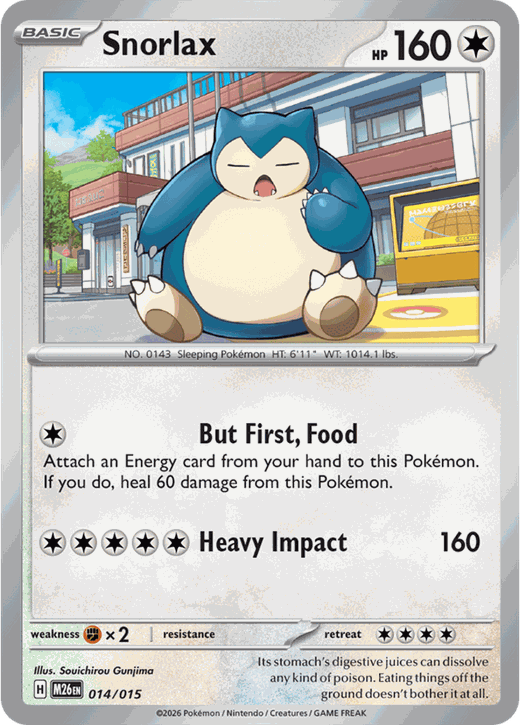 BASIC
Snorlax
HP 160
NO. 0143 Sleeping Pokémon HT: 6'11" WT: 1014.1 lbs.
But First, Food
Attach an Energy card from your hand to this Pokémon.
If you do, heal 60 damage from this Pokémon.
Heavy Impact 160
weakness ×2 resistance retreat
Illus. Souichirou Gunjima
Its stomach's digestive juices can dissolve
any kind of poison. Eating things off the
ground doesn't bother it at all.
H M26 EN 014/015
©2026 Pokémon / Nintendo / Creatures / GAME FREAK